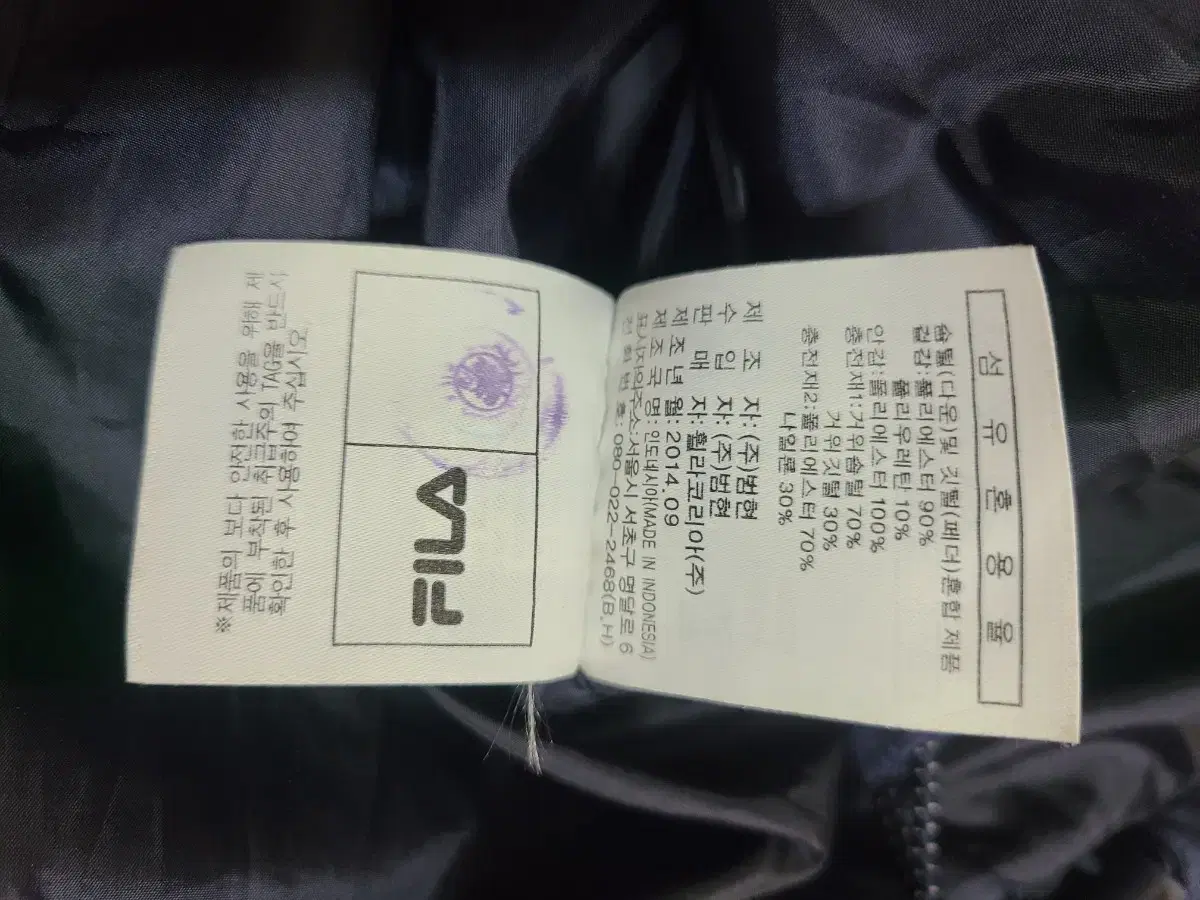 섬유혼용율
솜털(다운)및 깃털(페더)혼합 제품
겉감:폴리에스터 90%
폴리우레탄 10%
안감:폴리에스터 100%
충전재1:거위솜털 70%
거위깃털 30%
충전재2:폴리에스터 70%
나일론 30%
제 조 자: (주)범현
수 입 자: (주)범현
판 매 자: 휠라코리아(주)
제조년월: 2014.09
제조국명:인도네시아(MADE IN INDONESIA)
표시자의주소:서울시 서초구 명달로 6
전 화 번 호: 080-022-2468(B.H)
FILA
※제품의 보다 안전한 사용을 위해 제
품에 부착된 취급주의 TAG을 반드시
확인한 후 사용하여 주십시오.